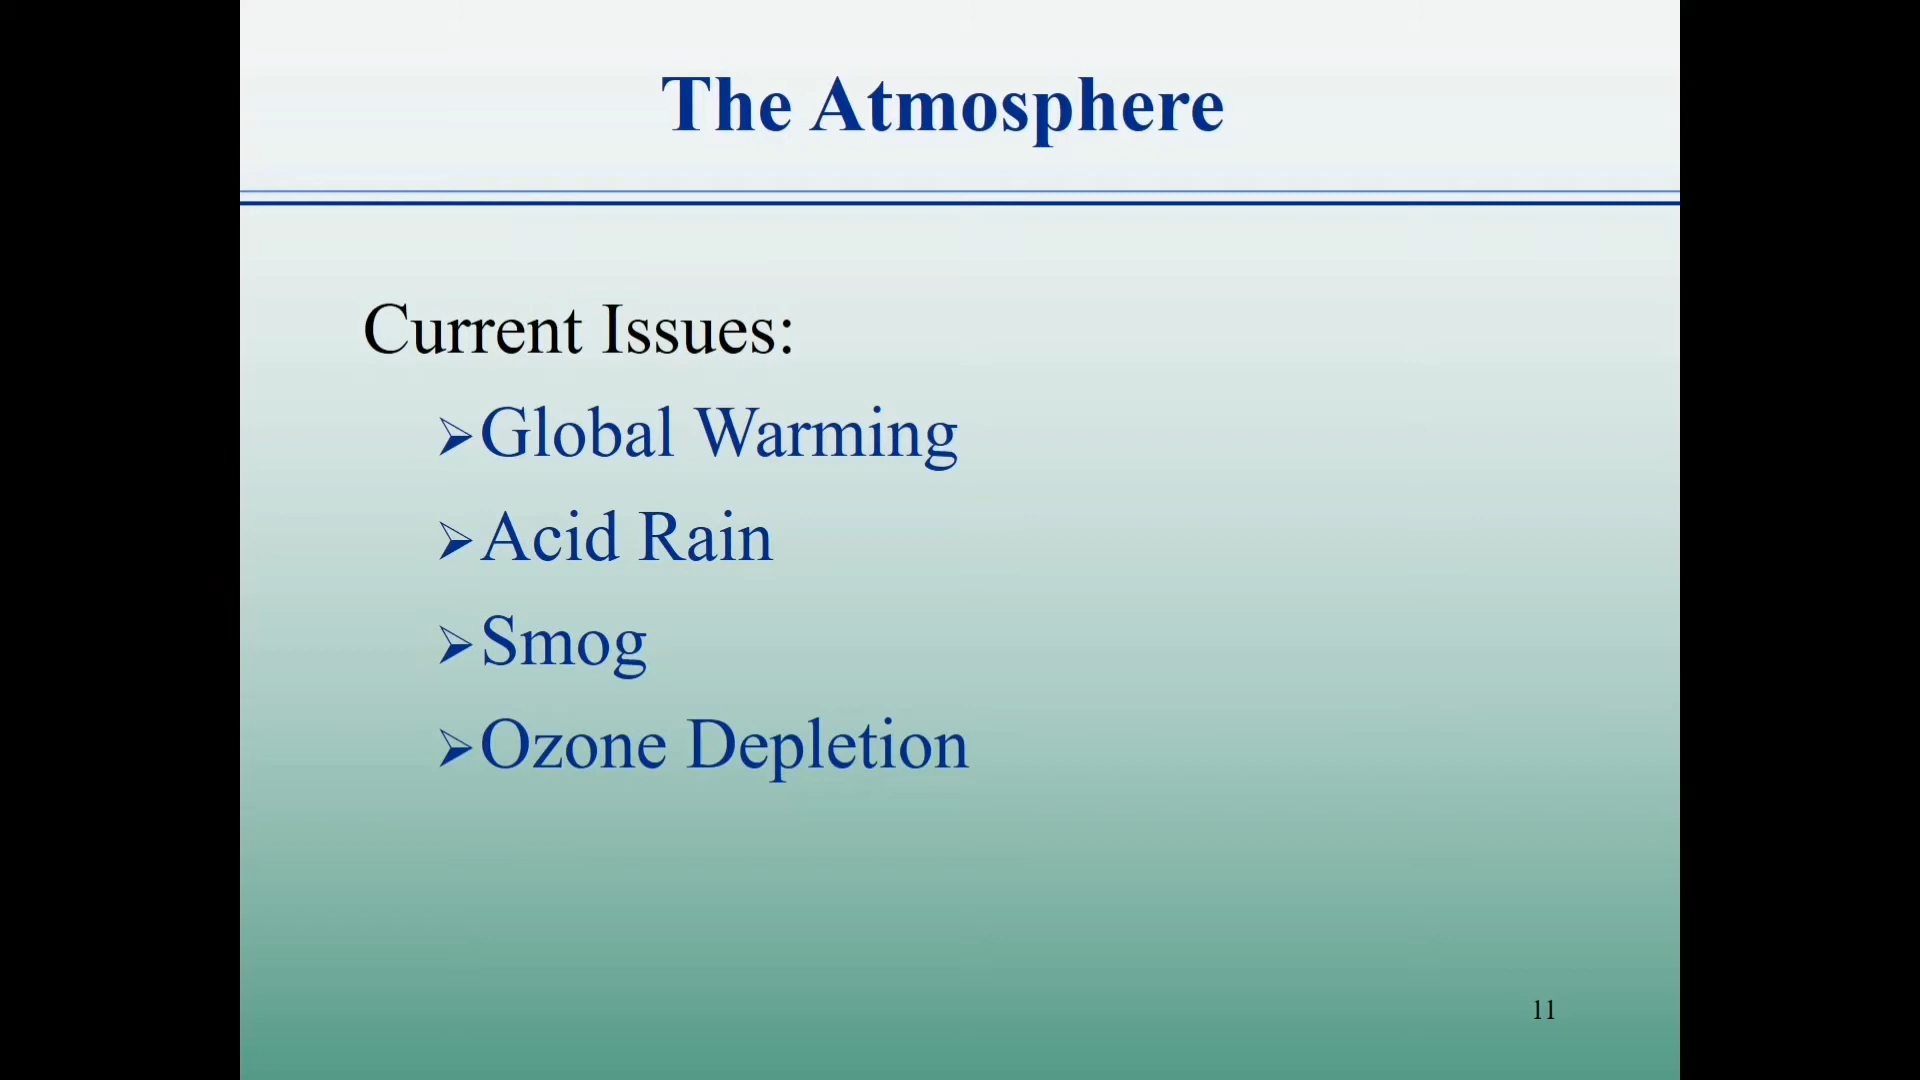 The Atmosphere
Current Issues:
➢Global Warming
➢Acid Rain
➢Smog
➢Ozone Depletion
11